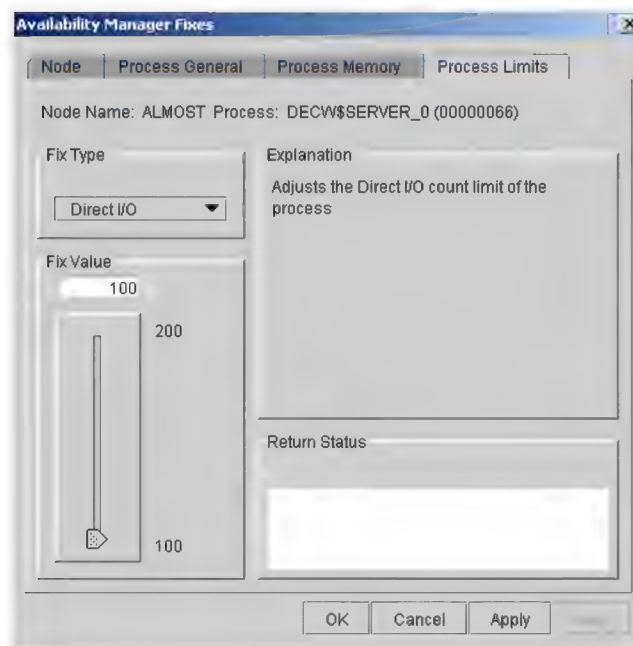 Availability Manager Fixes
Node Process General Process Memory Process Limits
Node Name: ALMOST Process: DECW$SERVER_0 (00000066)
Fix Type
Direct I/O
Explanation
Adjusts the Direct I/O count limit of the
process
Fix Value
100
200
100
Return Status
OK Cancel Apply